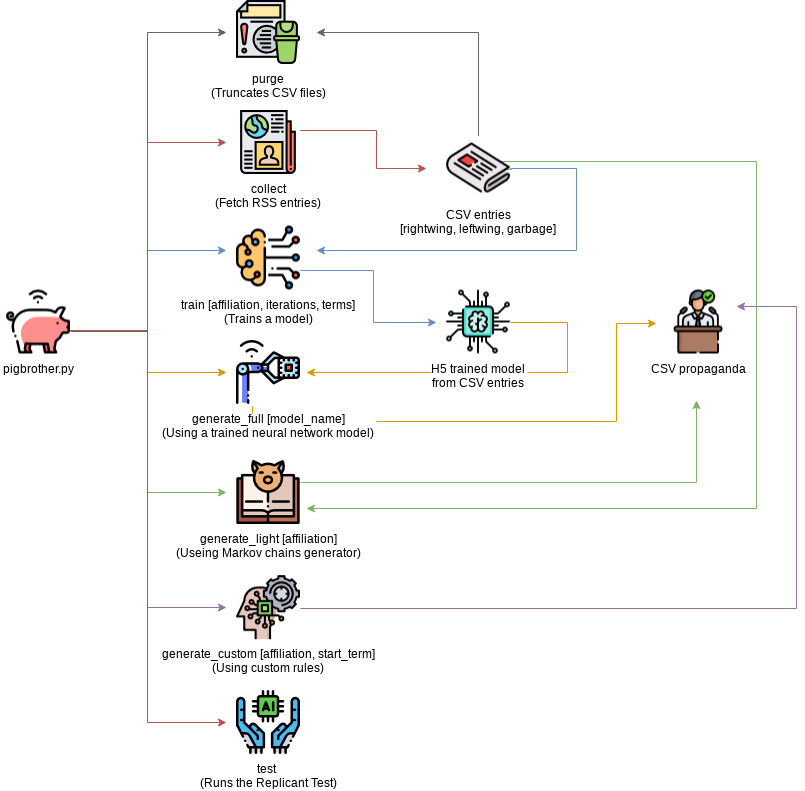 purge
(Truncates CSV files)
collect
(Fetch RSS entries)
CSV entries
[rightwing, leftwing, garbage]
train [affiliation, iterations, terms]
(Trains a model)
pigbrother.py
H5 trained model
from CSV entries
CSV propaganda
generate_full [model_name]
(Using a trained neural network model)
generate_light [affiliation]
(Useing Markov chains generator)
generate_custom [affiliation, start_term]
(Using custom rules)
AI
test
(Runs the Replicant Test)